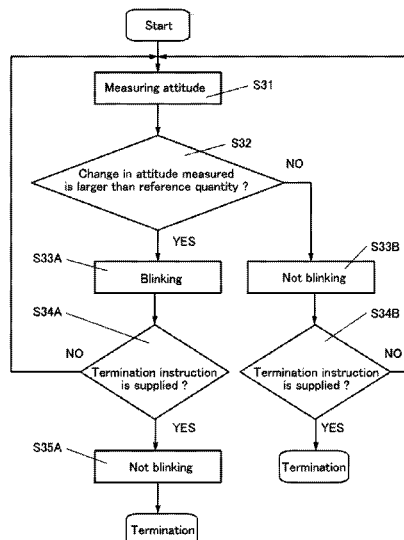 Start
Measuring attitude
S31
S32
Change in attitude measured
is larger than reference quantity ?
NO
YES
S33A
Blinking
S33B
Not blinking
S34A
S34B
NO
Termination instruction
is supplied ?
Termination instruction
is supplied ?
NO
YES
YES
S35A
Not blinking
Termination
Termination